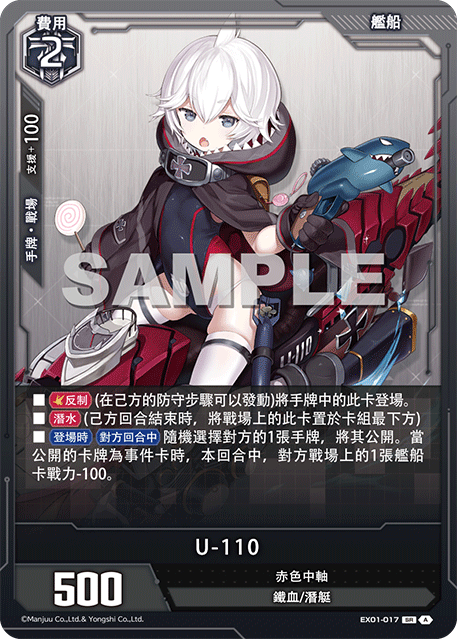 費用
2
艦船
支援+100
手牌・戰場
SAMPLE
■ 反制 (在己方的防守步驟可以發動)將手牌中的此卡登場。
■ 潛水 (己方回合結束時，將戰場上的此卡置於卡組最下方)
■ 登場時 對方回合中 隨機選擇對方的1張手牌，將其公開。當
公開的卡牌為事件卡時，本回合中，對方戰場上的1張艦船
卡戰力-100。
U-110
500
赤色中軸
鐵血/潛艇
©Manjuu Co.,Ltd.& Yongshi Co.,Ltd.
EX01-017 SR A